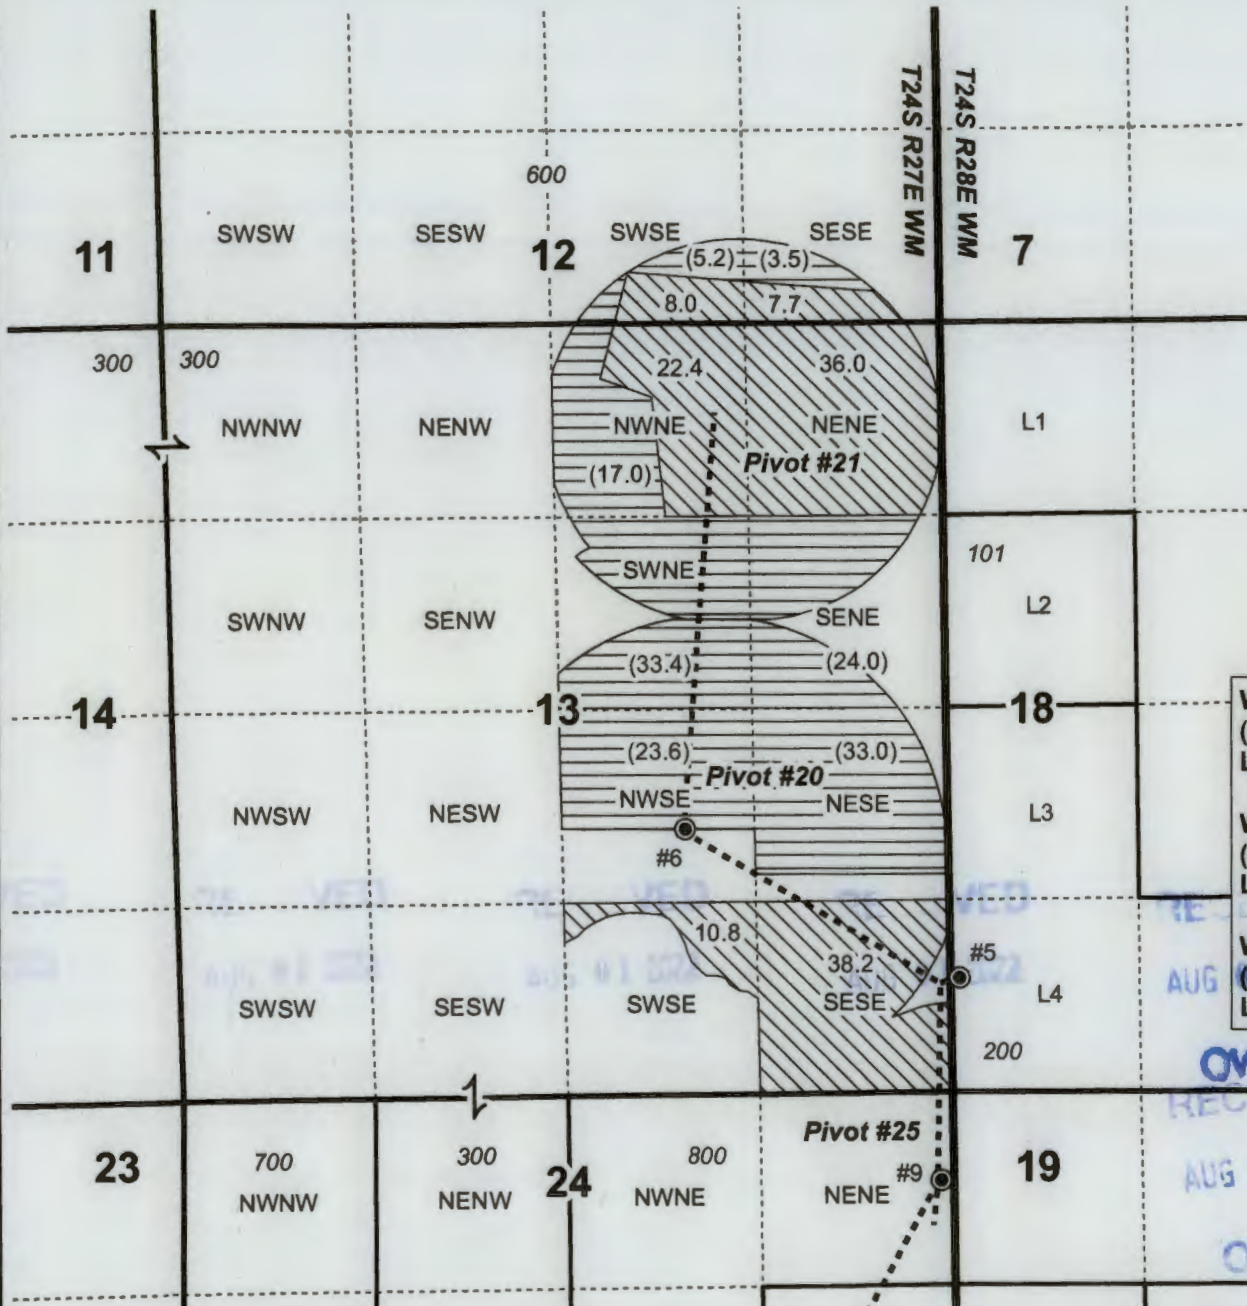 T24S R27E WM
T24S R28E WM
600
11
SWSW
SESW
12
SWSE
SESE
7
(5.2)
(3.5)
8.0
7.7
300
300
22.4
36.0
NWNW
NENW
NWNE
NENE
L1
Pivot #21
(17.0)
101
SWNE
SWNW
SENW
SENE
L2
(33.4)
(24.0)
14
13
18
(23.6)
(33.0)
Pivot #20
NWSW
NESW
NWSE
NESE
L3
#6
10.8
38.2
#5
SWSW
SESW
SWSE
SESE
L4
AUG
200
REC
Pivot #25
23
700
300
800
#9
19
24
NWNW
NENW
NWNE
NENE
AUG